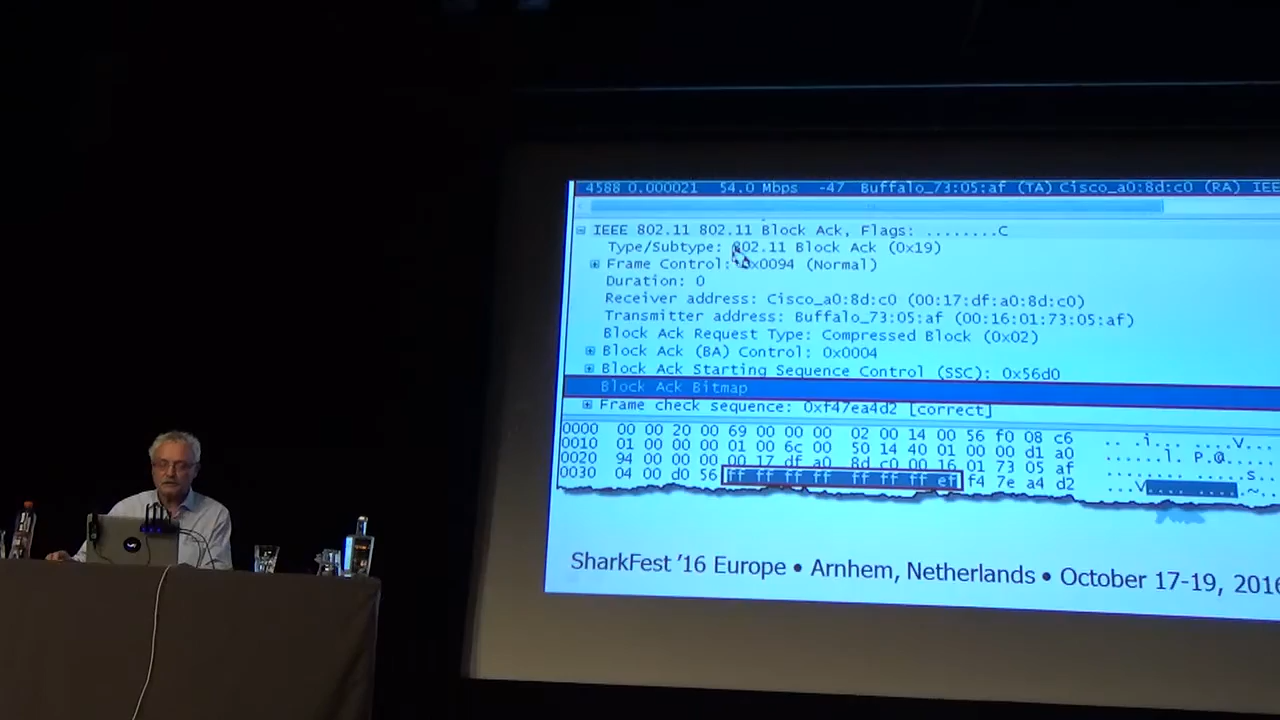 4588 0.000021 54.0 Mbps -47 Buffalo_73:05:af (TA) Cisco_a0:8d:c0 (RA) IEE
IEEE 802.11 802.11 Block Ack, Flags: ........C
Type/Subtype: 802.11 Block Ack (0x19)
Frame Control: 0x0094 (Normal)
Duration: 0
Receiver address: Cisco_a0:8d:c0 (00:17:df:a0:8d:c0)
Transmitter address: Buffalo_73:05:af (00:16:01:73:05:af)
Block Ack Request Type: Compressed Block (0x02)
Block Ack (BA) Control: 0x0004
Block Ack Starting Sequence Control (SSC): 0x56d0
Block Ack Bitmap
Frame check sequence: 0xf47ea4d2 [correct]
0000 00 00 20 00 69 00 00 00 02 00 14 00 56 f0 08 c6 .. .i... ....V...
0010 01 00 00 00 01 00 6c 00 50 14 40 01 00 00 d1 a0 ......l. P.@.....
0020 94 00 00 00 00 17 df a0 8d c0 00 16 01 73 05 af ........ .....s..
0030 04 00 d0 56 ff ff ff ff ff ff ff ef f4 7e a4 d2 ...V.... .....~..
SharkFest '16 Europe • Arnhem, Netherlands • October 17-19, 2016